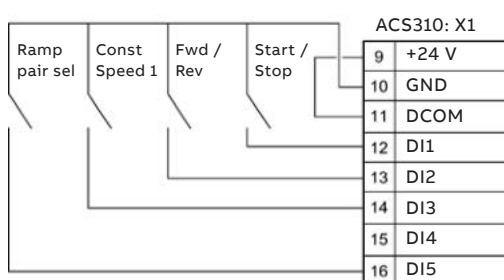 ACS310: X1
Ramp
pair sel
Const
Speed 1
Fwd /
Rev
Start /
Stop
9 +24 V
10 GND
11 DCOM
12 DI1
13 DI2
14 DI3
15 DI4
16 DI5